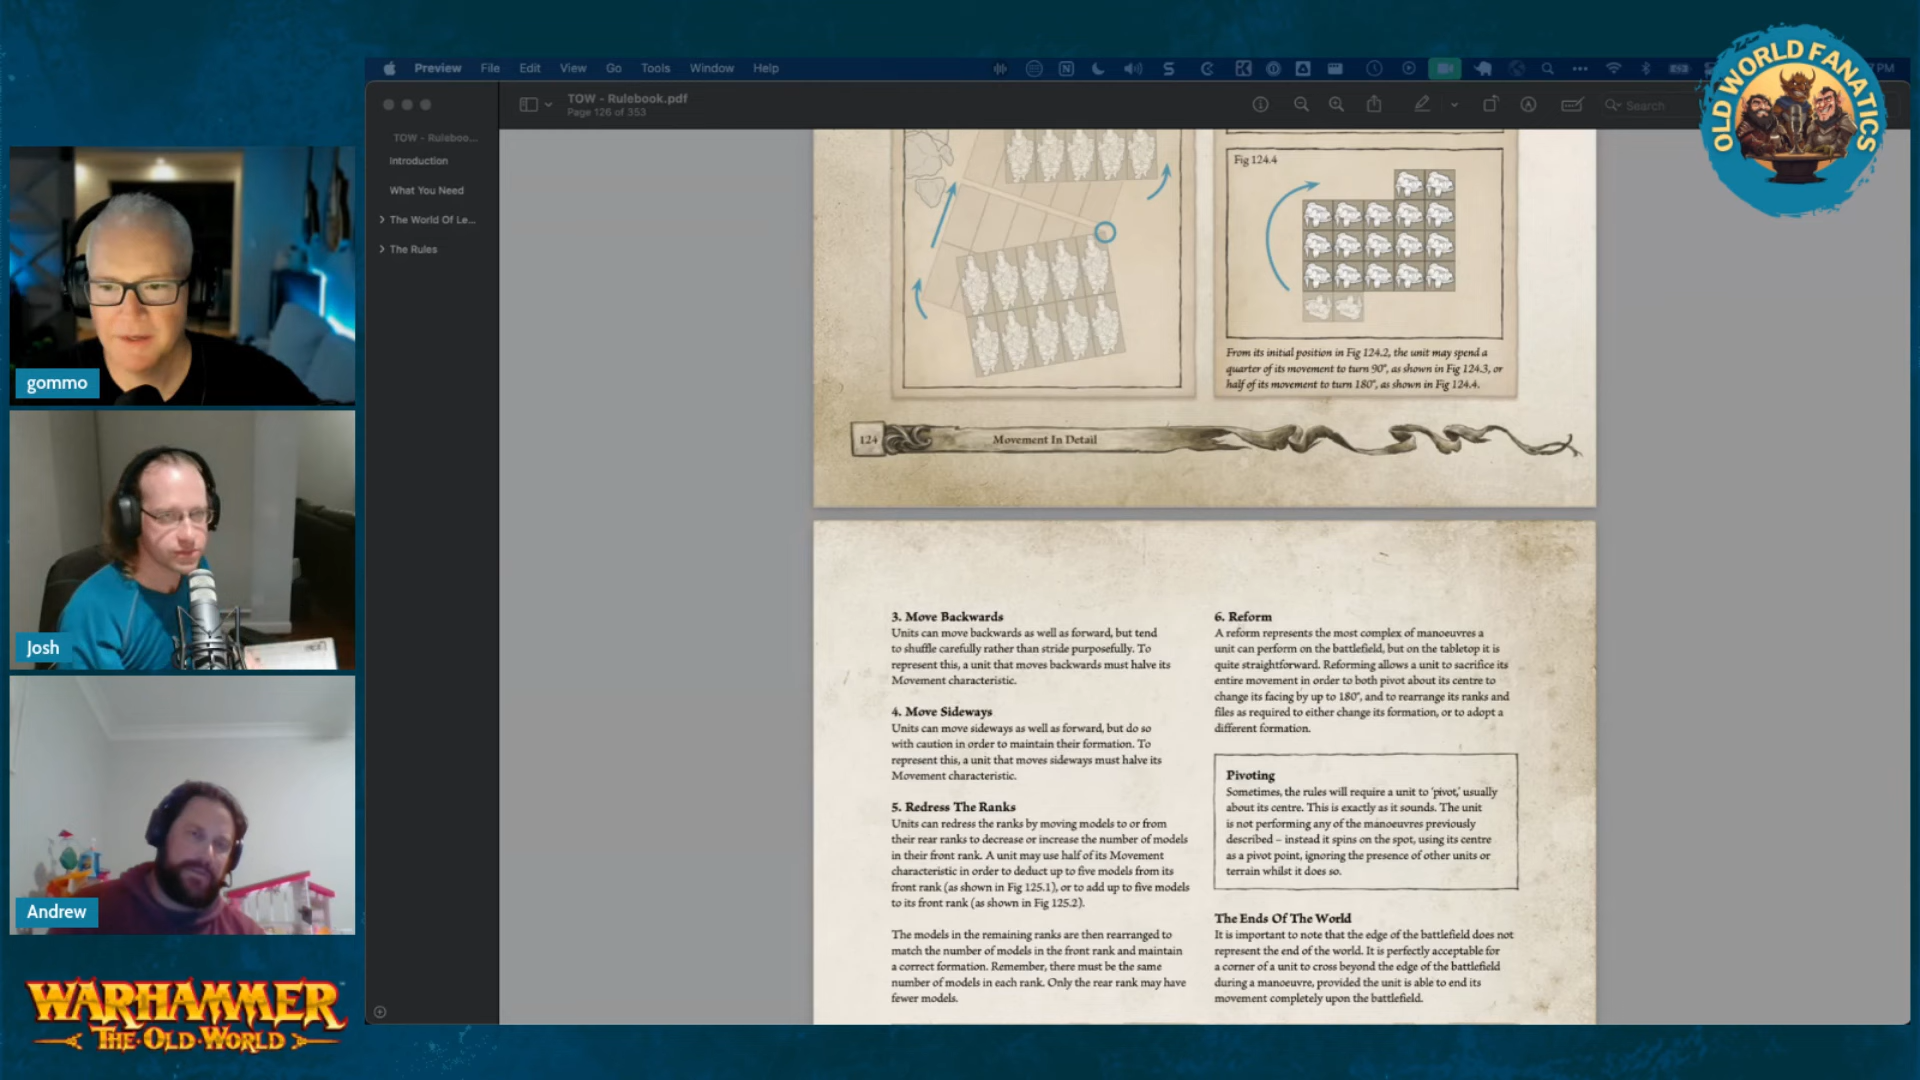 Preview File Edit View Go Tools Window Help
PM
TOW - Rulebook.pdf
Page 126 of 353
Search
OLD WORLD FANATICS
TOW - Ruleboo...
Introduction
What You Need
The World Of Le...
The Rules
gommo
Josh
Andrew
WARHAMMER
THE·OLD·WORLD
Fig 124.4
From its initial position in Fig 124.2, the unit may spend a
quarter of its movement to turn 90°, as shown in Fig 124.3, or
half of its movement to turn 180°, as shown in Fig 124.4.
124
Movement In Detail
3. Move Backwards
Units can move backwards as well as forward, but tend
to shuffle carefully rather than stride purposefully. To
represent this, a unit that moves backwards must halve its
Movement characteristic.
4. Move Sideways
Units can move sideways as well as forward, but do so
with caution in order to maintain their formation. To
represent this, a unit that moves sideways must halve its
Movement characteristic.
5. Redress The Ranks
Units can redress the ranks by moving models to or from
their rear ranks to decrease or increase the number of models
in their front rank. A unit may use half of its Movement
characteristic in order to deduct up to five models from its
front rank (as shown in Fig 125.1), or to add up to five models
to its front rank (as shown in Fig 125.2).
The models in the remaining ranks are then rearranged to
match the number of models in the front rank and maintain
a correct formation. Remember, there must be the same
number of models in each rank. Only the rear rank may have
fewer models.
6. Reform
A reform represents the most complex of manoeuvres a
unit can perform on the battlefield, but on the tabletop it is
quite straightforward. Reforming allows a unit to sacrifice its
entire movement in order to both pivot about its centre to
change its facing by up to 180°, and to rearrange its ranks and
files as required to either change its formation, or to adopt a
different formation.
Pivoting
Sometimes, the rules will require a unit to 'pivot,' usually
about its centre. This is exactly as it sounds. The unit
is not performing any of the manoeuvres previously
described – instead it spins on the spot, using its centre
as a pivot point, ignoring the presence of other units or
terrain whilst it does so.
The Ends Of The World
It is important to note that the edge of the battlefield does not
represent the end of the world. It is perfectly acceptable for
a corner of a unit to cross beyond the edge of the battlefield
during a manoeuvre, provided the unit is able to end its
movement completely upon the battlefield.